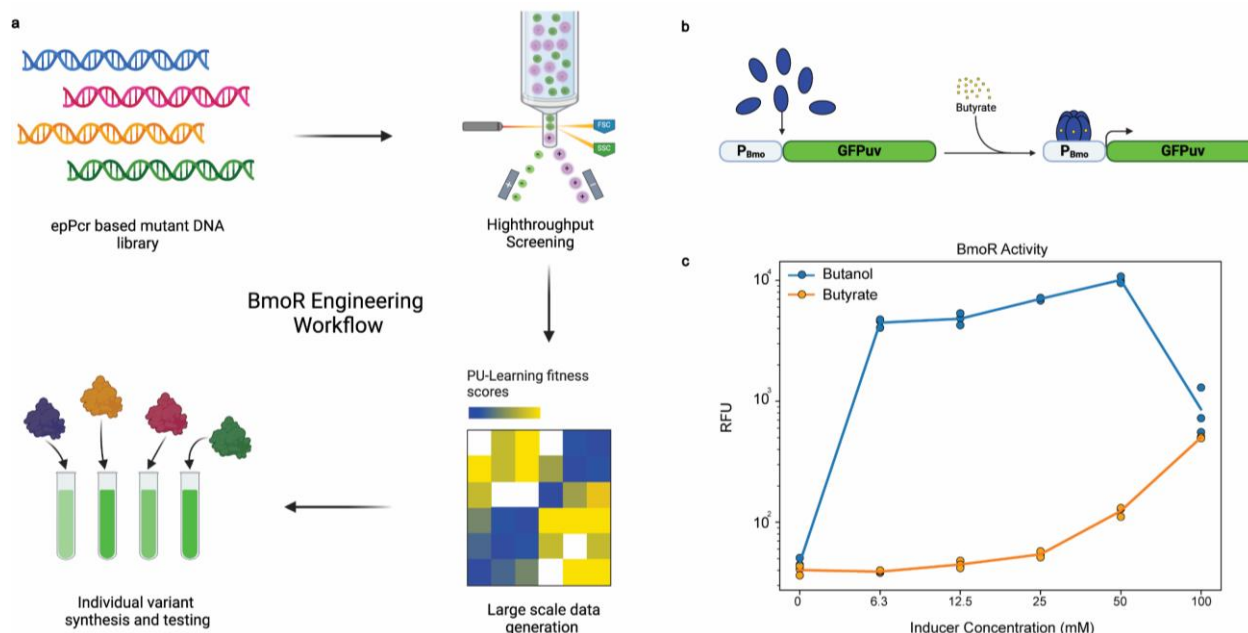 a
epPcr based mutant DNA
library
FSC
SSC
Highthroughput
Screening
BmoR Engineering
Workflow
PU-Learning fitness
scores
Individual variant
synthesis and testing
Large scale data
generation
b
Butyrate
PBmo
GFPuv
PBmo
GFPuv
c
BmoR Activity
Butanol
Butyrate
10⁴
10³
10²
RFU
0
6.3
12.5
25
50
100
Inducer Concentration (mM)